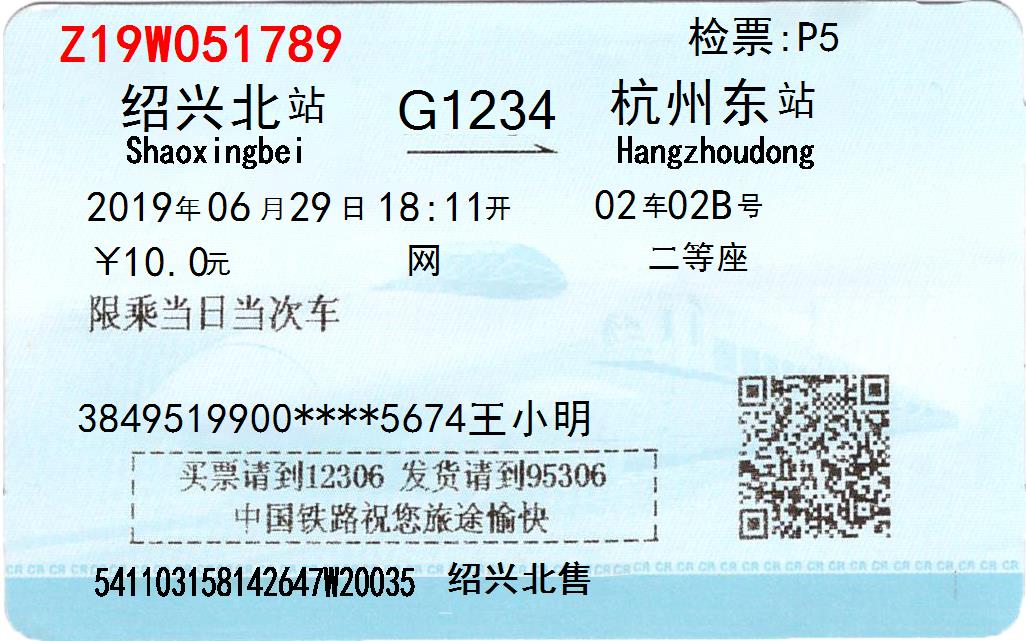 Z19W051789 检票:P5
绍兴北站 G1234 杭州东站
Shaoxingbei Hangzhoudong
2019年06月29日18:11开 02车02B号
¥10.0元 网 二等座
限乘当日当次车
3849519900****5674王小明
买票请到12306 发货请到95306
中国铁路祝您旅途愉快
541103158142647W20035 绍兴北售